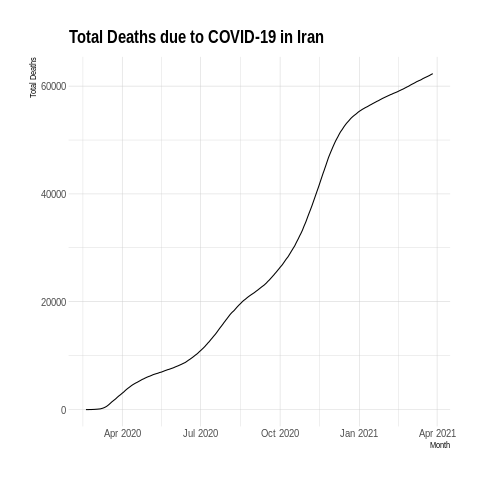 Total Deaths due to COVID-19 in Iran
Total Deaths
60000
40000
20000
0
Apr 2020
Jul 2020
Oct 2020
Jan 2021
Apr 2021
Month